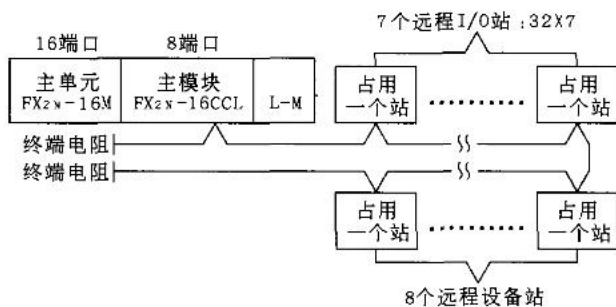 7个远程I/O站:32X7
16端口 8端口
主单元 主模块
FX2N-16M FX2N-16CCL L-M
占用 占用
一个站 一个站
终端电阻
终端电阻
占用 占用
一个站 一个站
8个远程设备站